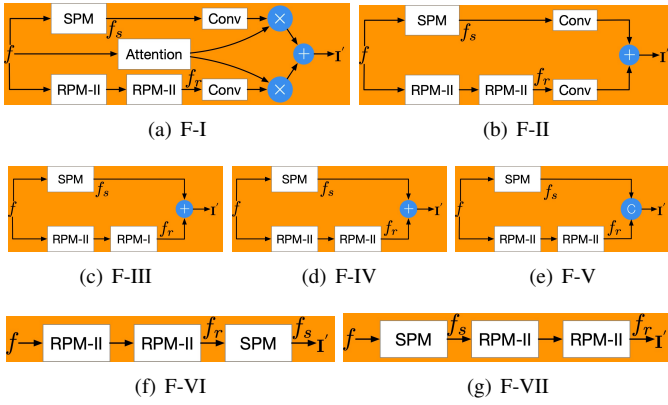 SPM f_s Conv ×
f Attention + I′
RPM-II RPM-II f_r Conv ×
(a) F-I
SPM f_s Conv
f + I′
RPM-II RPM-II f_r Conv
(b) F-II
SPM f_s
f + I′
RPM-II RPM-I f_r
(c) F-III
SPM f_s
f + I′
RPM-II RPM-II f_r
(d) F-IV
SPM f_s
f C I′
RPM-II RPM-II f_r
(e) F-V
f RPM-II RPM-II f_r SPM f_s I′
(f) F-VI
f SPM f_s RPM-II RPM-II f_r I′
(g) F-VII